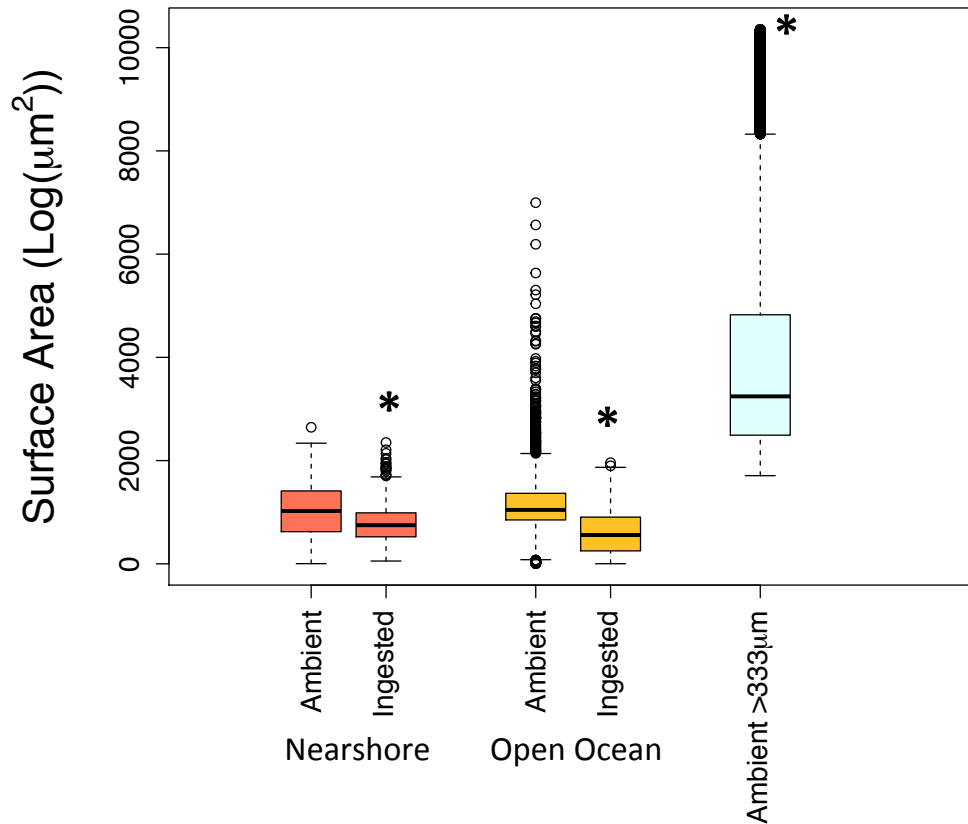 Surface Area (Log(μm²))
10000
8000
6000
4000
2000
0
*
*
*
Ambient
Ingested
Ambient
Ingested
Ambient >333μm
Nearshore
Open Ocean